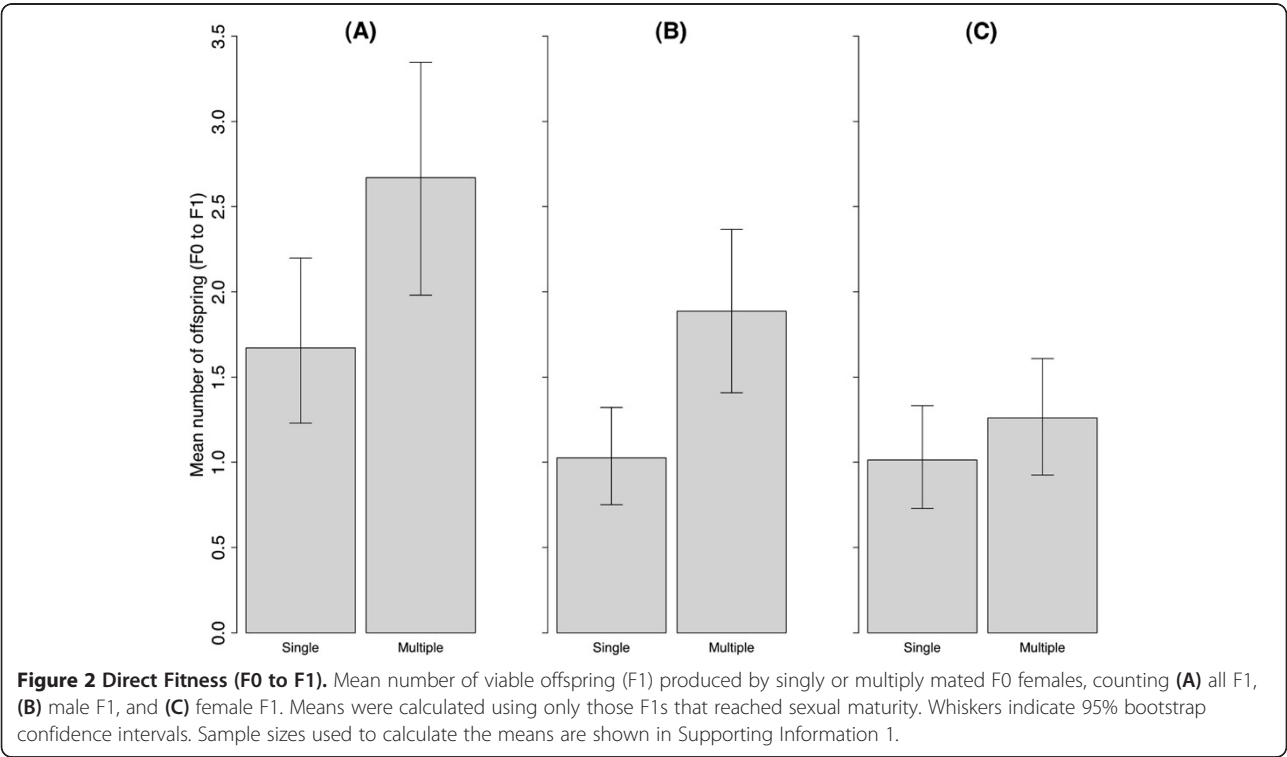 (A) (B) (C)
Mean number of offspring (F0 to F1)
3.5
3.0
2.5
2.0
1.5
1.0
0.5
0.0
Single Multiple Single Multiple Single Multiple
Figure 2 Direct Fitness (F0 to F1). Mean number of viable offspring (F1) produced by singly or multiply mated F0 females, counting (A) all F1,
(B) male F1, and (C) female F1. Means were calculated using only those F1s that reached sexual maturity. Whiskers indicate 95% bootstrap
confidence intervals. Sample sizes used to calculate the means are shown in Supporting Information 1.